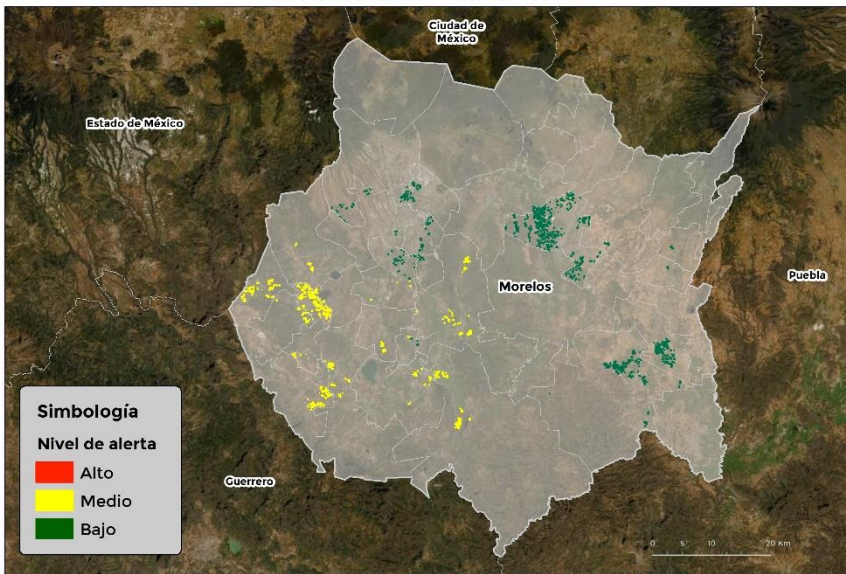 Ciudad de
México
Estado de México
Puebla
Morelos
Simbología
Nivel de alerta
Alto
Medio
Bajo
Guerrero
0 5 10 20 Km